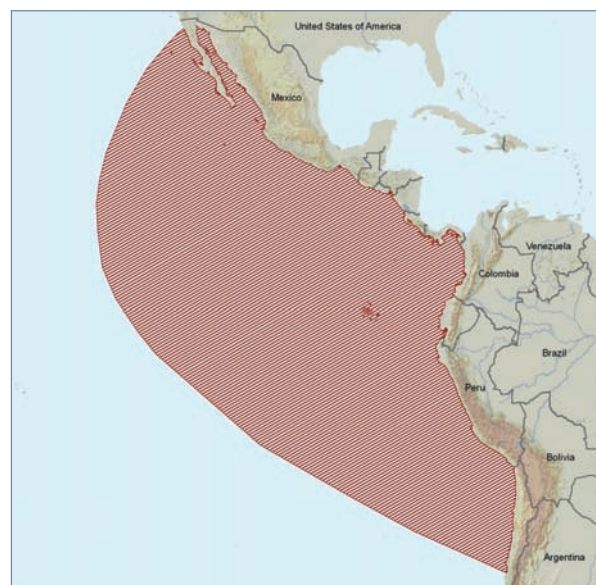 United States of America
Mexico
Venezuela
Colombia
Brazil
Peru
Bolivia
Argentina